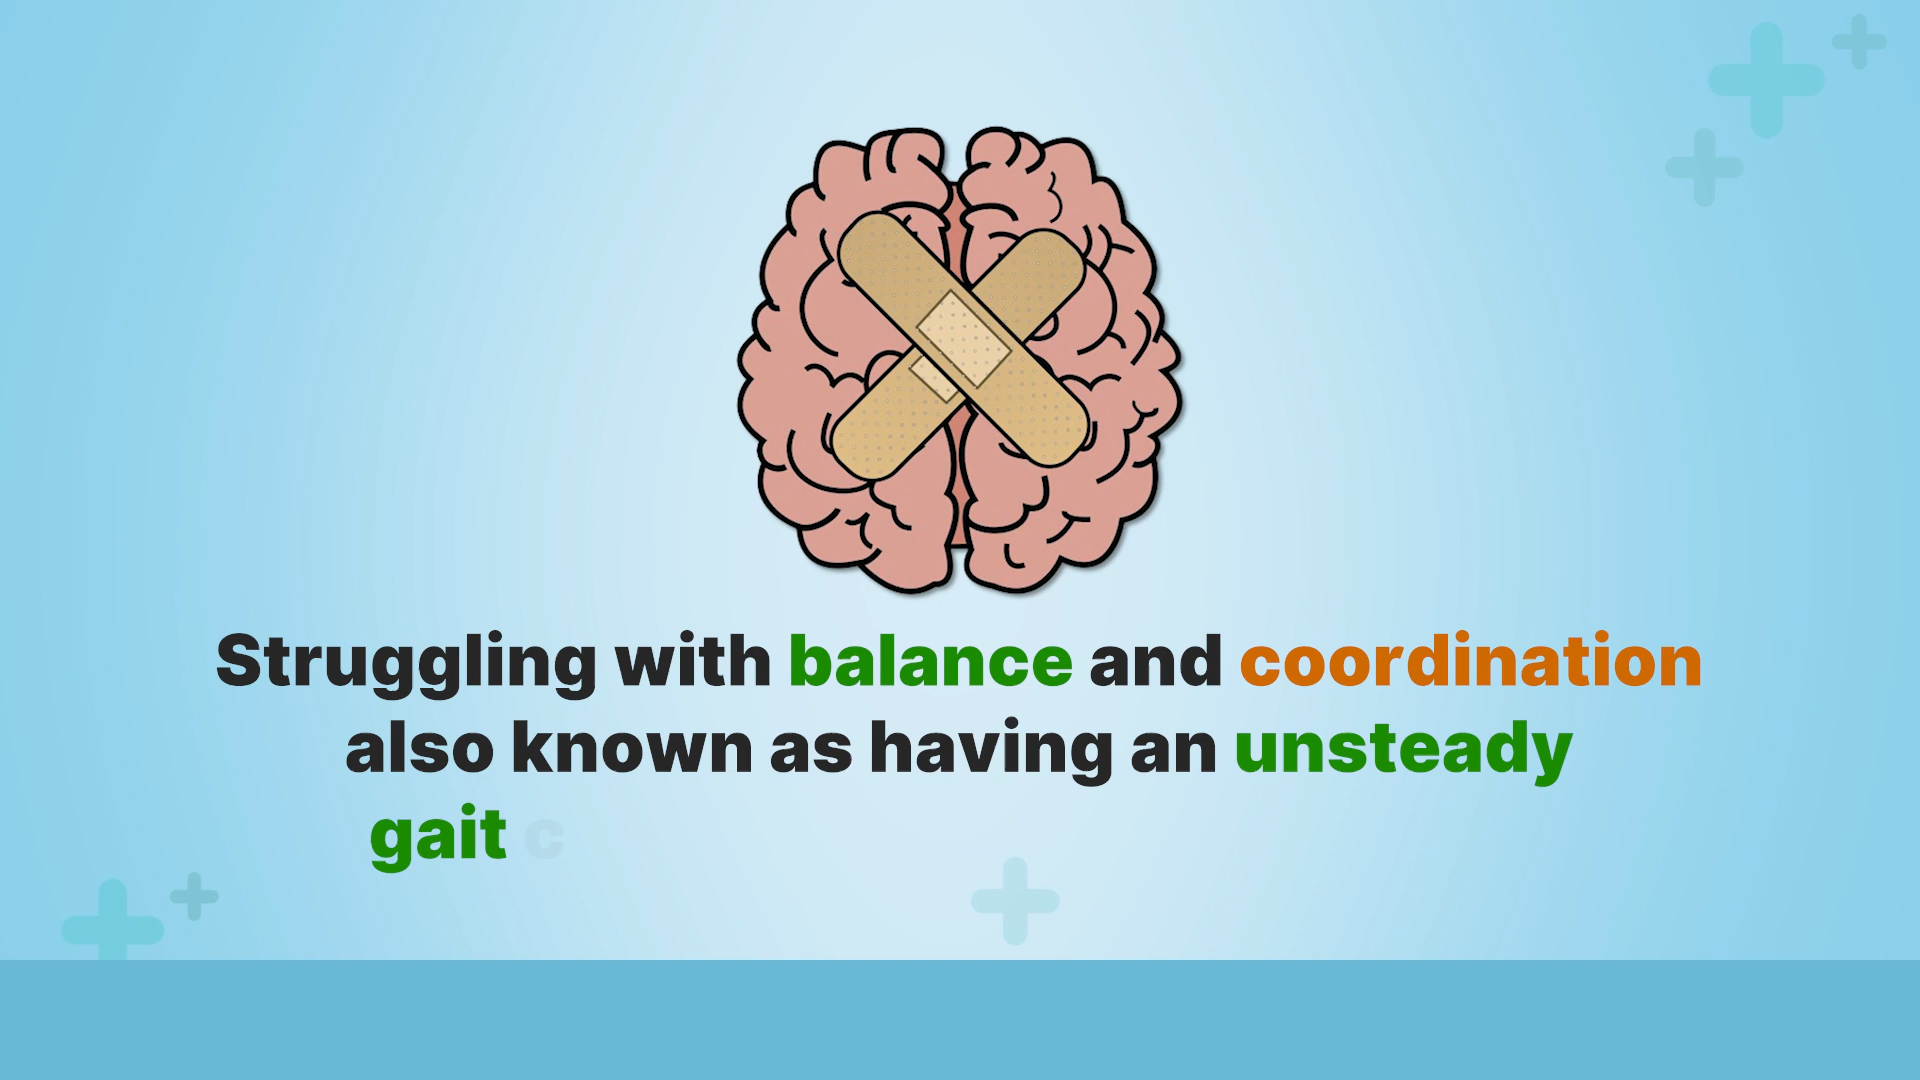 Struggling with balance and coordination
also known as having an unsteady
gait c